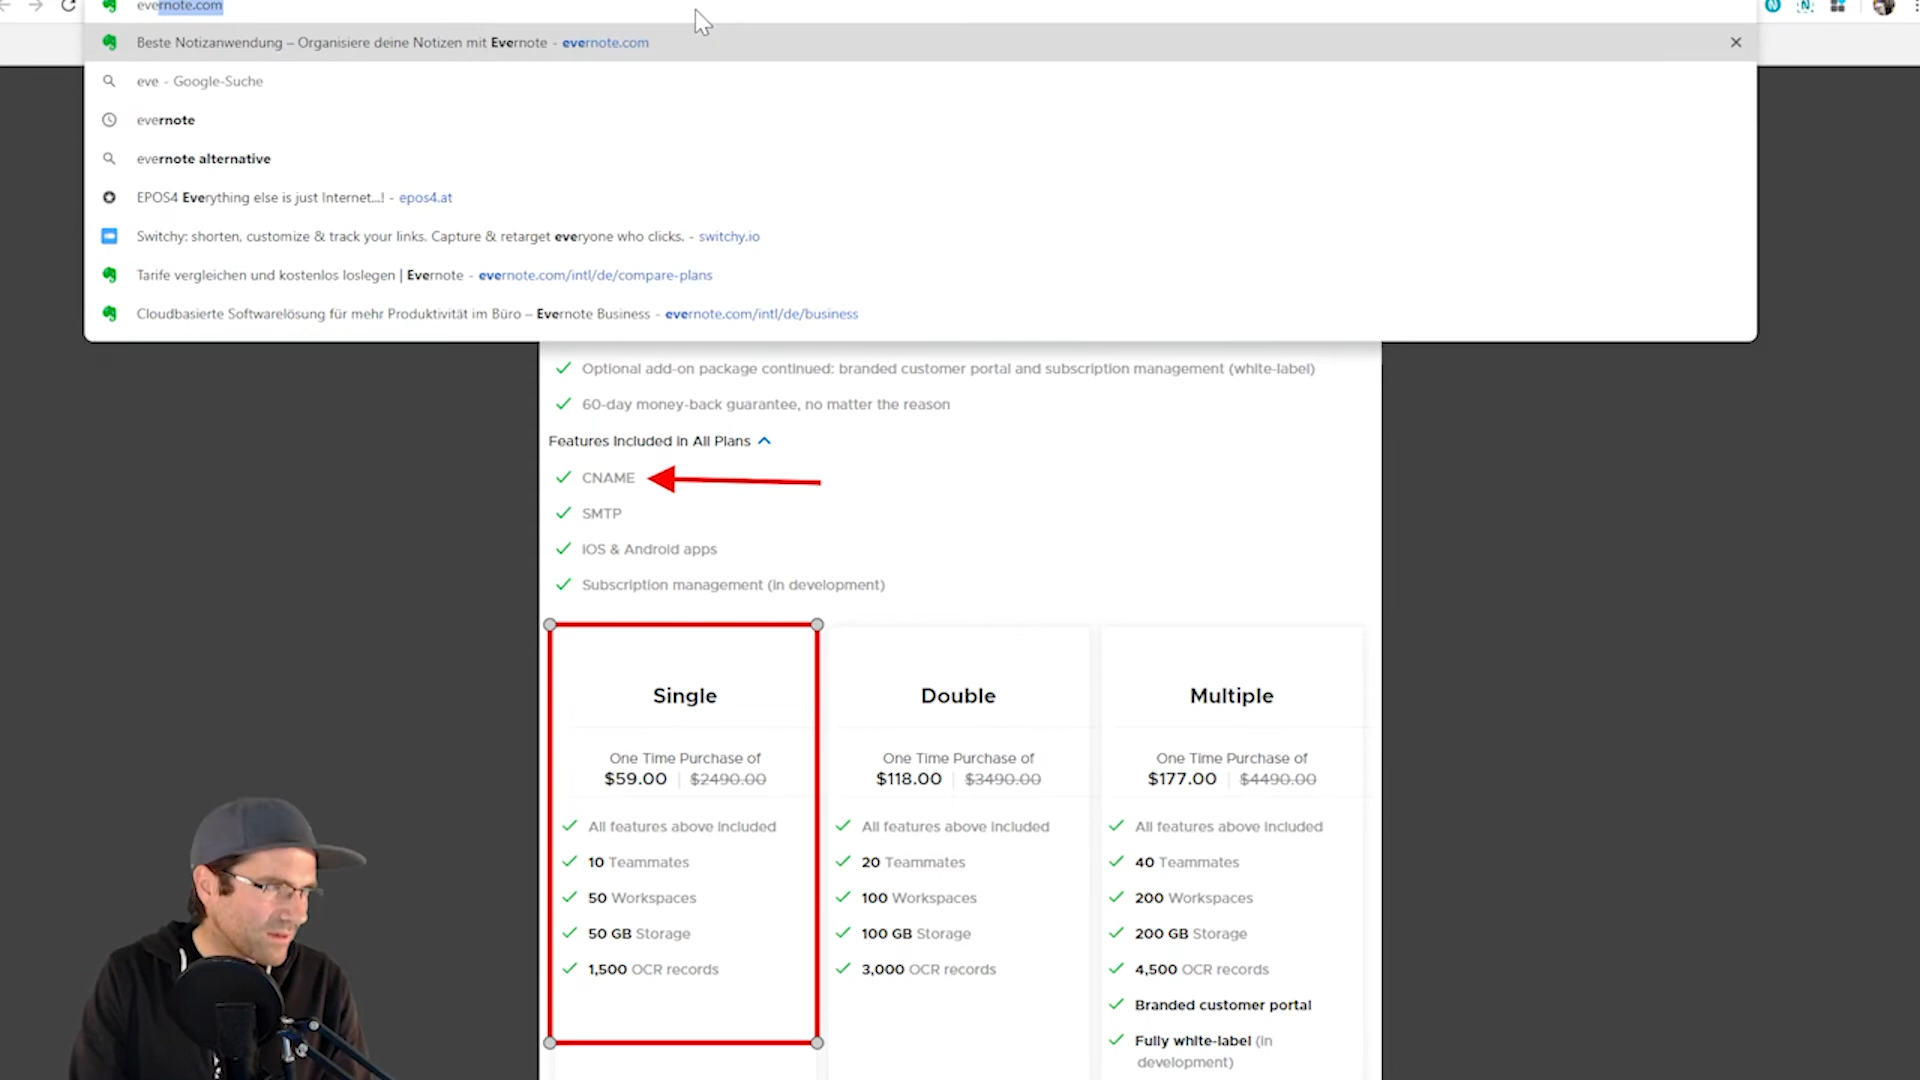 evernote.com
Beste Notizanwendung – Organisiere deine Notizen mit Evernote - evernote.com
eve - Google-Suche
evernote
evernote alternative
EPOS4 Everything else is just Internet...! - epos4.at
Switchy: shorten, customize & track your links. Capture & retarget everyone who clicks. - switchy.io
Tarife vergleichen und kostenlos loslegen | Evernote - evernote.com/intl/de/compare-plans
Cloudbasierte Softwarelösung für mehr Produktivität im Büro – Evernote Business - evernote.com/intl/de/business
Optional add-on package continued: branded customer portal and subscription management (white-label)
60-day money-back guarantee, no matter the reason
Features Included in All Plans
CNAME
SMTP
iOS & Android apps
Subscription management (in development)
Single
One Time Purchase of
$59.00 | $2490.00
All features above included
10 Teammates
50 Workspaces
50 GB Storage
1,500 OCR records
Double
One Time Purchase of
$118.00 | $3490.00
All features above included
20 Teammates
100 Workspaces
100 GB Storage
3,000 OCR records
Multiple
One Time Purchase of
$177.00 | $4490.00
All features above included
40 Teammates
200 Workspaces
200 GB Storage
4,500 OCR records
Branded customer portal
Fully white-label (in
development)